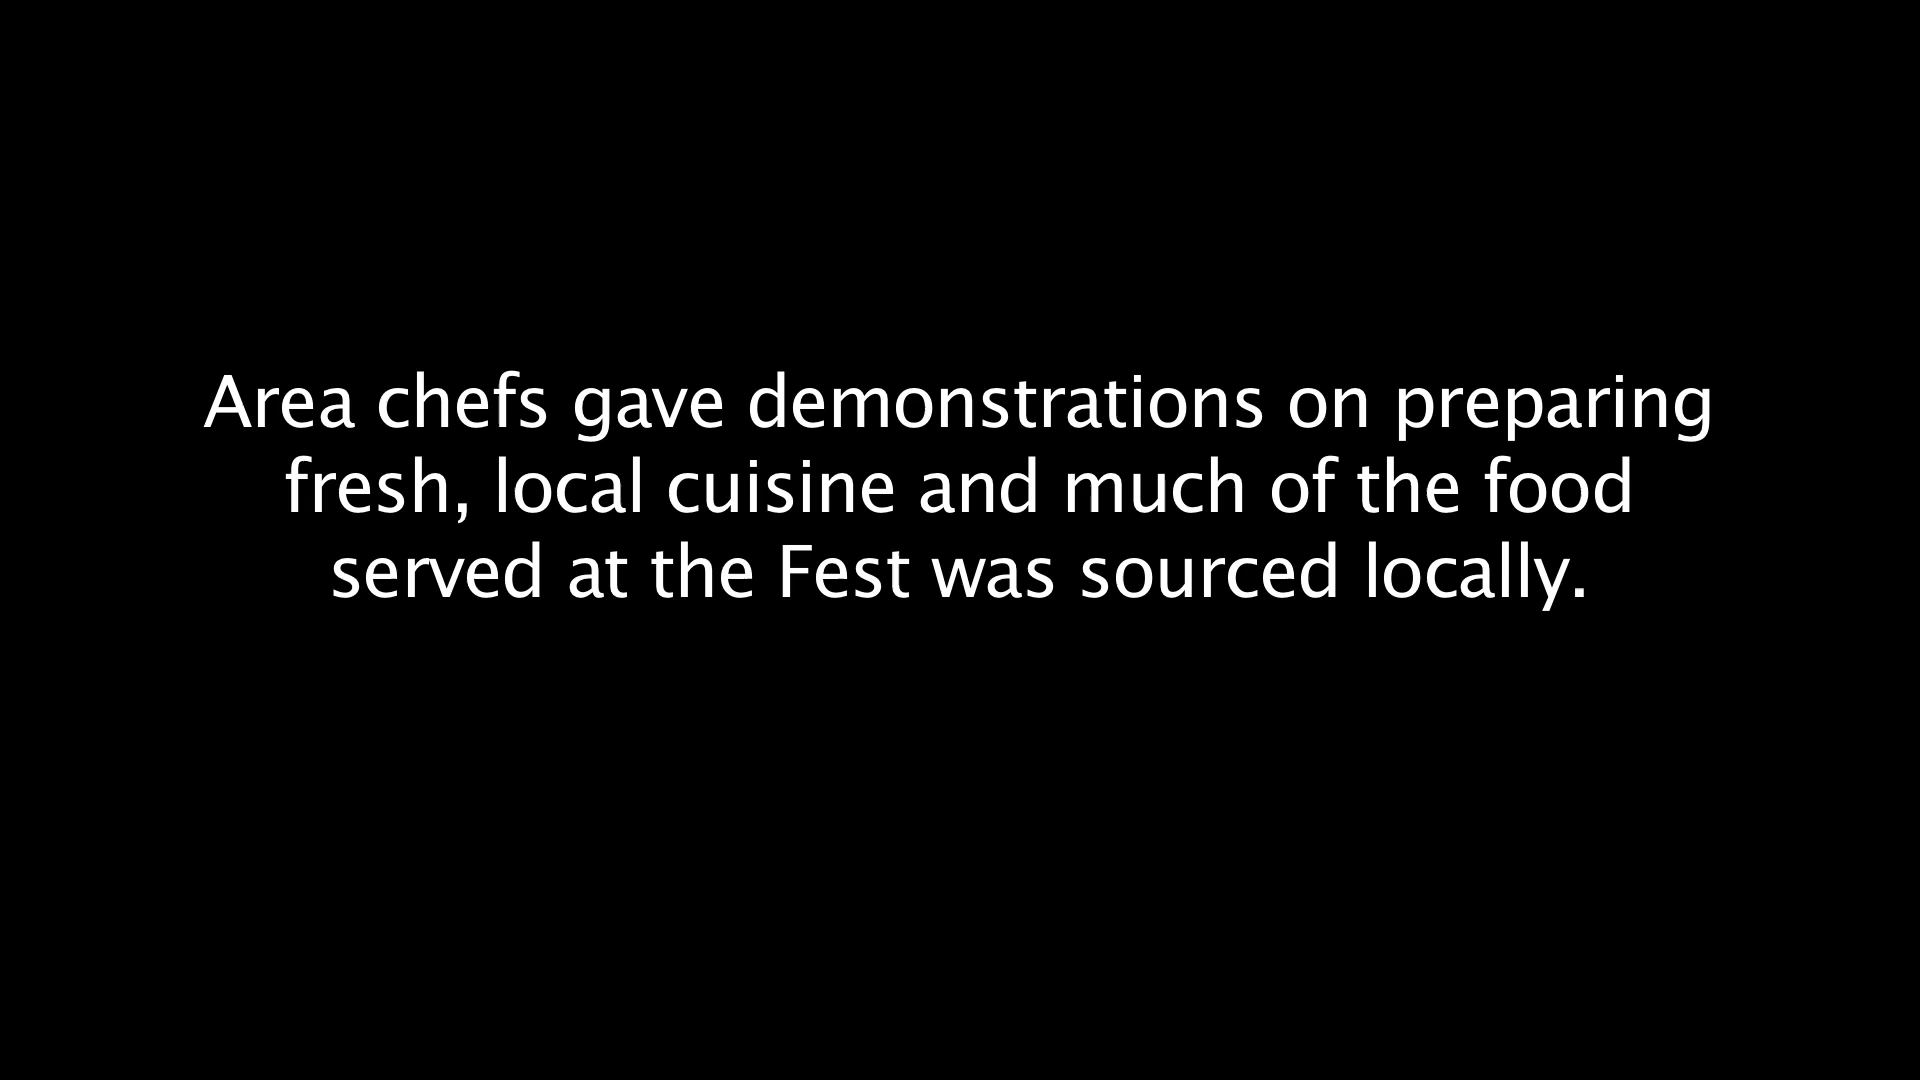 Area chefs gave demonstrations on preparing
fresh, local cuisine and much of the food
served at the Fest was sourced locally.